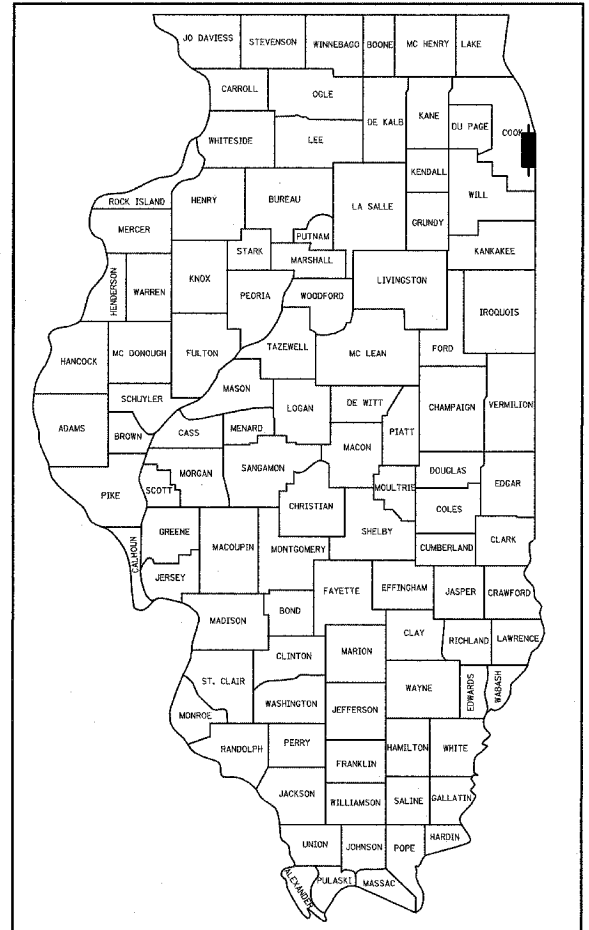 JO DAVIESS
STEVENSON
WINNEBAGO
BOONE
MC HENRY
LAKE
CARROLL
OGLE
DE KALB
KANE
DU PAGE
COOK
WHITESIDE
LEE
KENDALL
WILL
ROCK ISLAND
HENRY
BUREAU
LA SALLE
GRUNDY
MERCER
PUTNAM
KANKAKEE
STARK
MARSHALL
HENDERSON
WARREN
KNOX
PEORIA
WOODFORD
LIVINGSTON
IROQUOIS
HANCOCK
MC DONOUGH
FULTON
TAZEWELL
MC LEAN
FORD
SCHUYLER
MASON
LOGAN
DE WITT
CHAMPAIGN
VERMILION
ADAMS
BROWN
CASS
MENARD
MACON
PIATT
PIKE
SCOTT
MORGAN
SANGAMON
CHRISTIAN
MOULTRIE
DOUGLAS
EDGAR
COLES
CALHOUN
GREENE
MACOUPIN
MONTGOMERY
SHELBY
CUMBERLAND
CLARK
JERSEY
FAYETTE
EFFINGHAM
JASPER
CRAWFORD
MADISON
BOND
CLAY
RICHLAND
LAWRENCE
CLINTON
MARION
ST. CLAIR
WAYNE
EDWARDS
WABASH
MONROE
WASHINGTON
JEFFERSON
RANDOLPH
PERRY
HAMILTON
WHITE
FRANKLIN
JACKSON
WILLIAMSON
SALINE
GALLATIN
UNION
JOHNSON
POPE
HARDIN
ALEXANDER
PULASKI
MASSAC